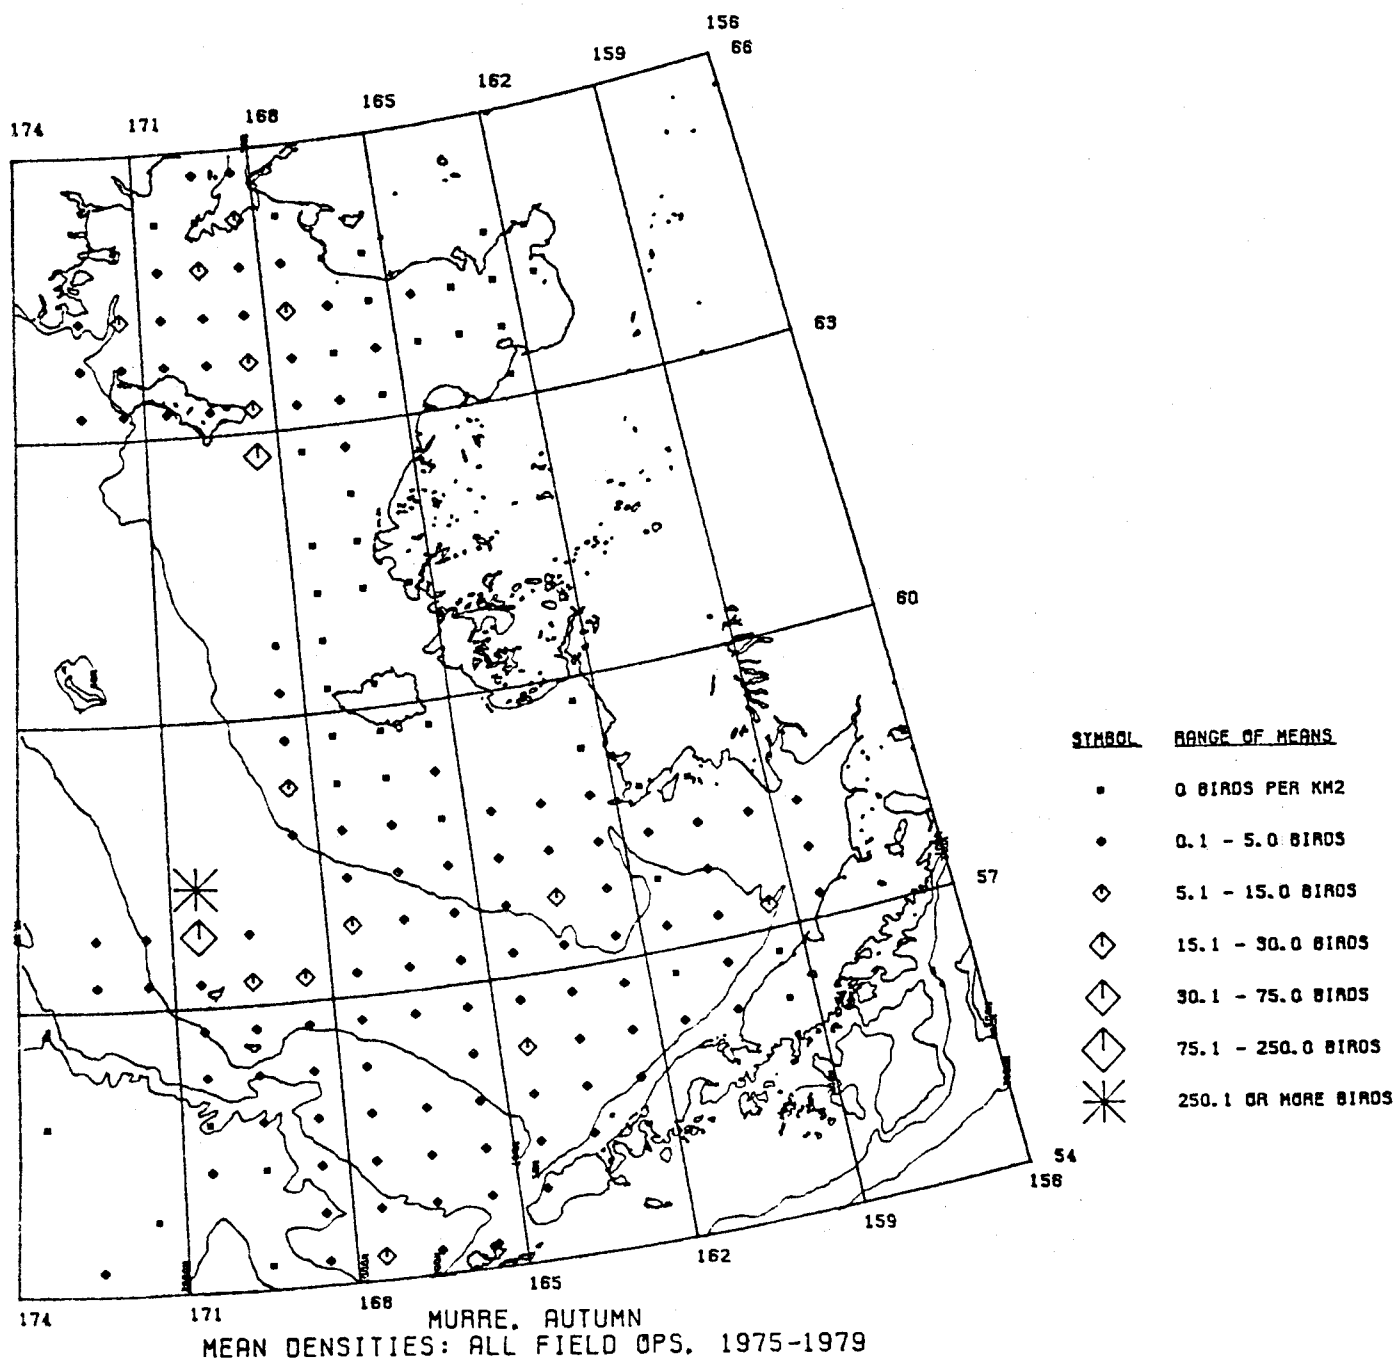 156
66
159
162
165
168
171
174
63
60
57
SYMBOL RANGE OF MEANS
0 BIRDS PER KM2
0.1 - 5.0 BIRDS
5.1 - 15.0 BIRDS
15.1 - 30.0 BIRDS
30.1 - 75.0 BIRDS
75.1 - 250.0 BIRDS
250.1 OR MORE BIRDS
54
156
159
162
165
168
171
174
MURRE, AUTUMN
MEAN DENSITIES: ALL FIELD OPS, 1975-1979